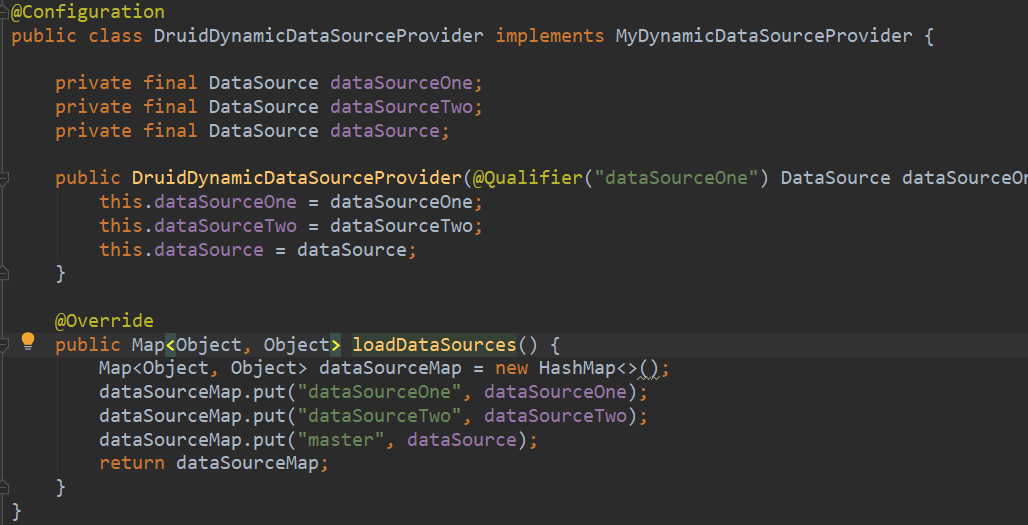 @Configuration
public class DruidDynamicDataSourceProvider implements MyDynamicDataSourceProvider {
    private final DataSource dataSourceOne;
    private final DataSource dataSourceTwo;
    private final DataSource dataSource;
    public DruidDynamicDataSourceProvider(@Qualifier("dataSourceOne") DataSource dataSourceOn
        this.dataSourceOne = dataSourceOne;
        this.dataSourceTwo = dataSourceTwo;
        this.dataSource = dataSource;
    }
    @Override
    public Map<Object, Object> loadDataSources() {
        Map<Object, Object> dataSourceMap = new HashMap<>();
        dataSourceMap.put("dataSourceOne", dataSourceOne);
        dataSourceMap.put("dataSourceTwo", dataSourceTwo);
        dataSourceMap.put("master", dataSource);
        return dataSourceMap;
    }
}